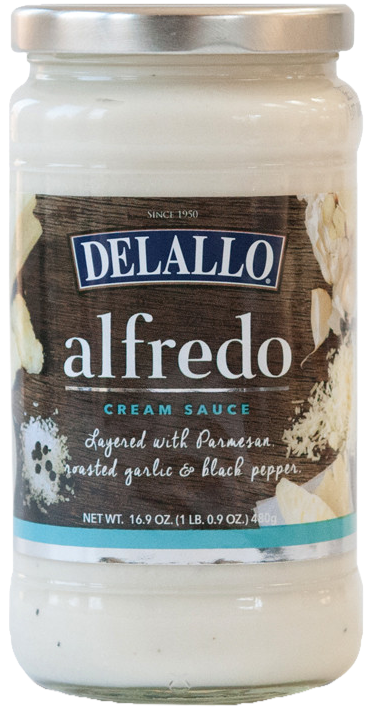 SINCE 1950
DELALLO®
alfredo
CREAM SAUCE
Layered with Parmesan,
roasted garlic & black pepper.
NET WT. 16.9 OZ. (1 LB. 0.9 OZ.) 480g